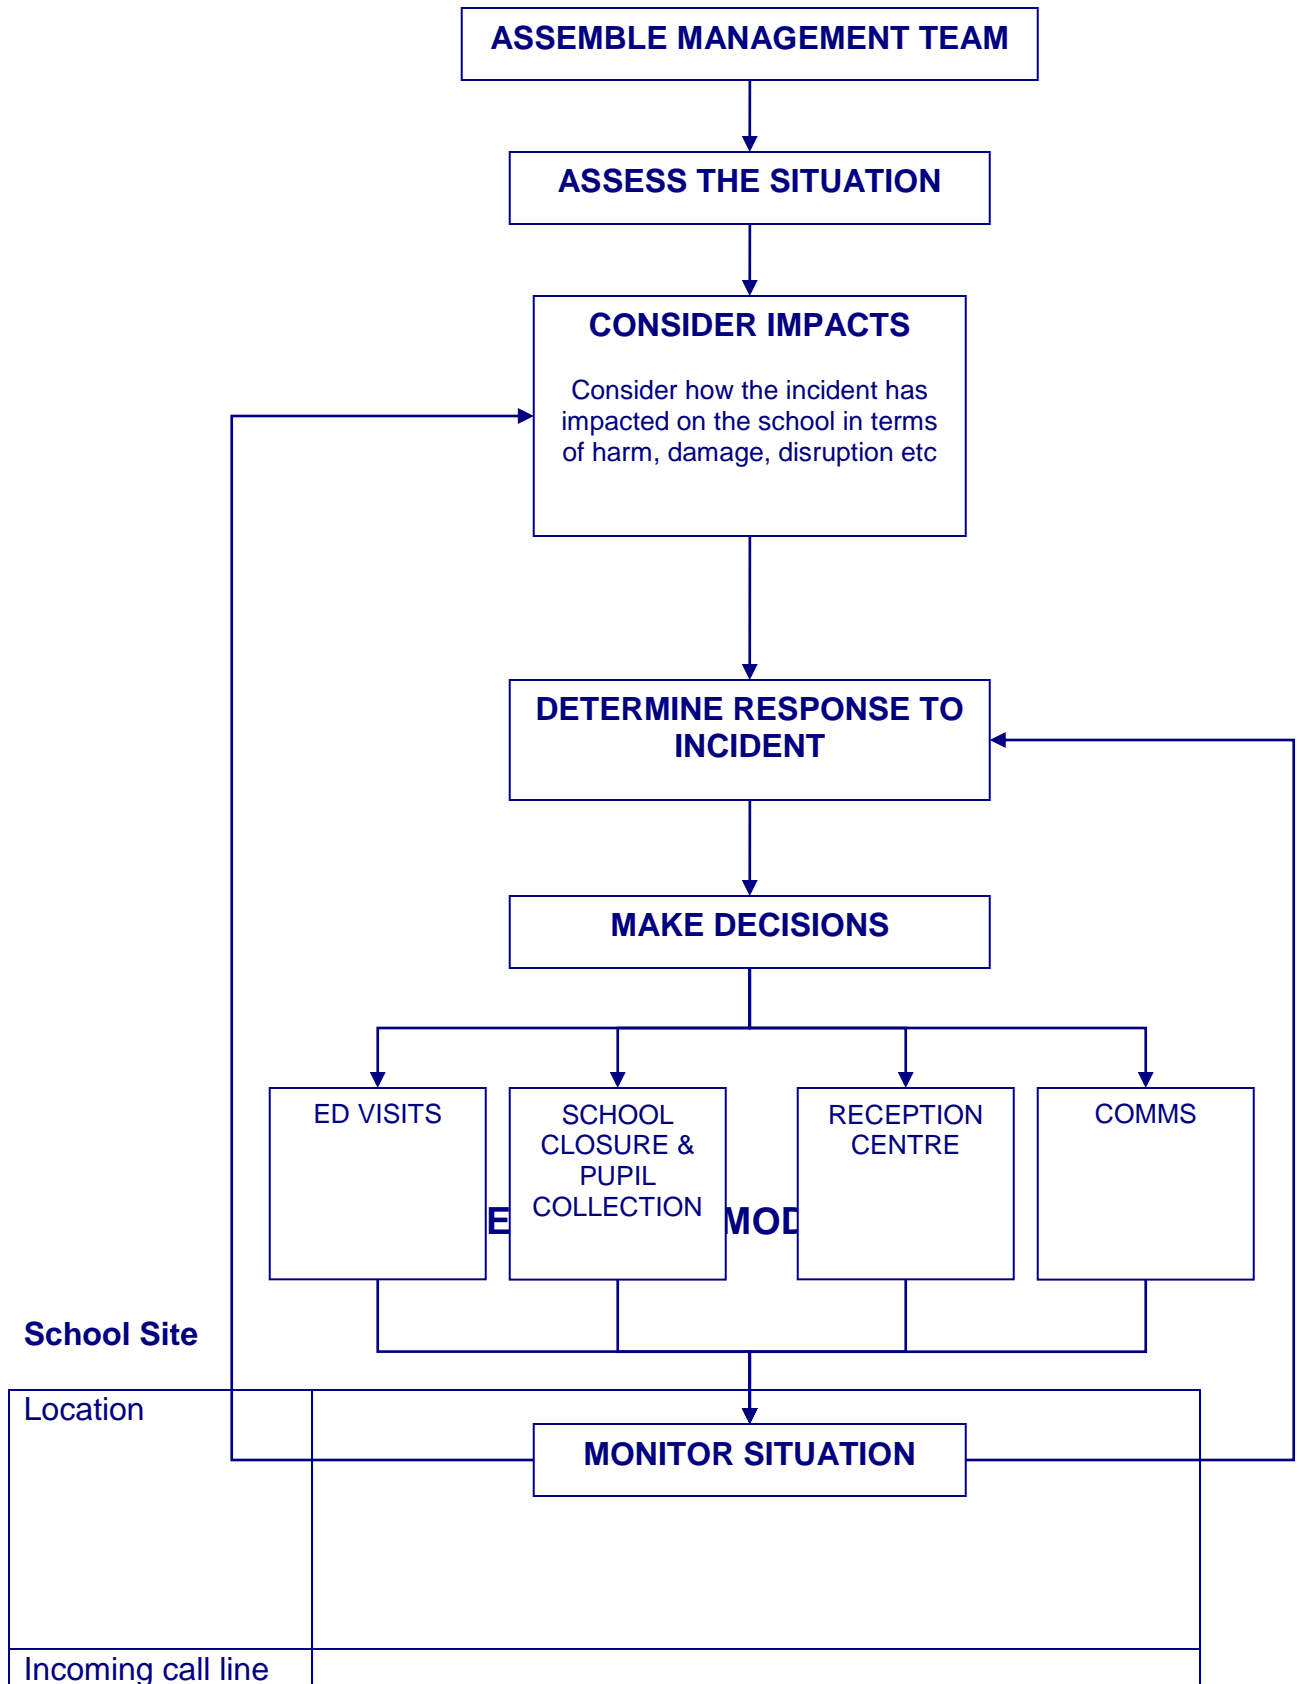 ASSEMBLE MANAGEMENT TEAM
ASSESS THE SITUATION
CONSIDER IMPACTS
Consider how the incident has
impacted on the school in terms
of harm, damage, disruption etc
DETERMINE RESPONSE TO
INCIDENT
MAKE DECISIONS
ED VISITS
SCHOOL
CLOSURE &
PUPIL
COLLECTION
RECEPTION
CENTRE
COMMS
School Site
Location
MONITOR SITUATION
Incoming call line